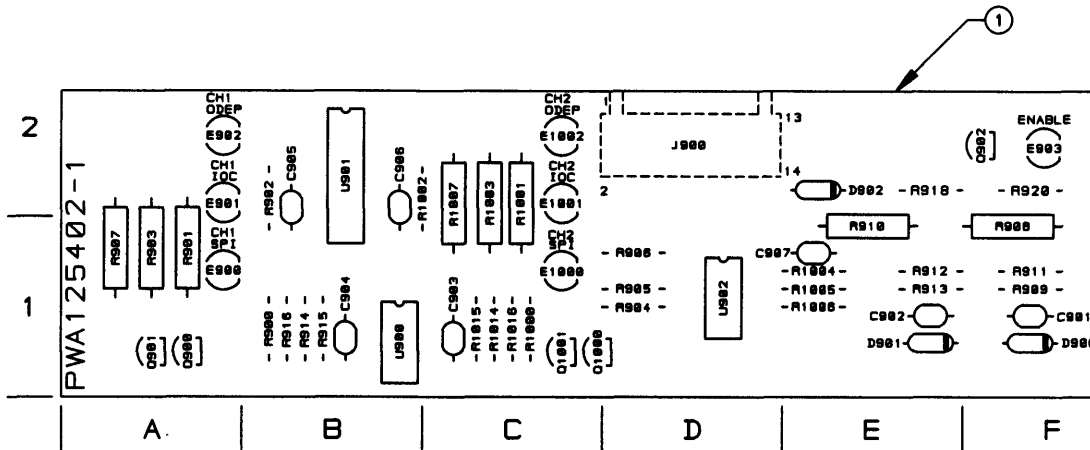 1
2
1
PWA125402-1
CH1
ODEP
E902
CH1
IOC
E901
CH1
SPI
E900
R907
R903
R901
Q901
Q900
R902
C905
U901
C906
R1002
R900
R916
R914
R915
C904
U900
R1007
R1003
R1001
CH2
ODEP
E1002
CH2
IOC
E1001
CH2
SPI
E1000
C903
R1015
R1014
R1016
R1000
Q1001
Q1000
1
13
J900
2
14
R906
R905
R904
U902
D902
R918
R910
C907
R1004
R1005
R1006
R912
R913
C902
D901
ENABLE
E903
Q902
R920
R908
R911
R909
C901
D900
A
B
C
D
E
F